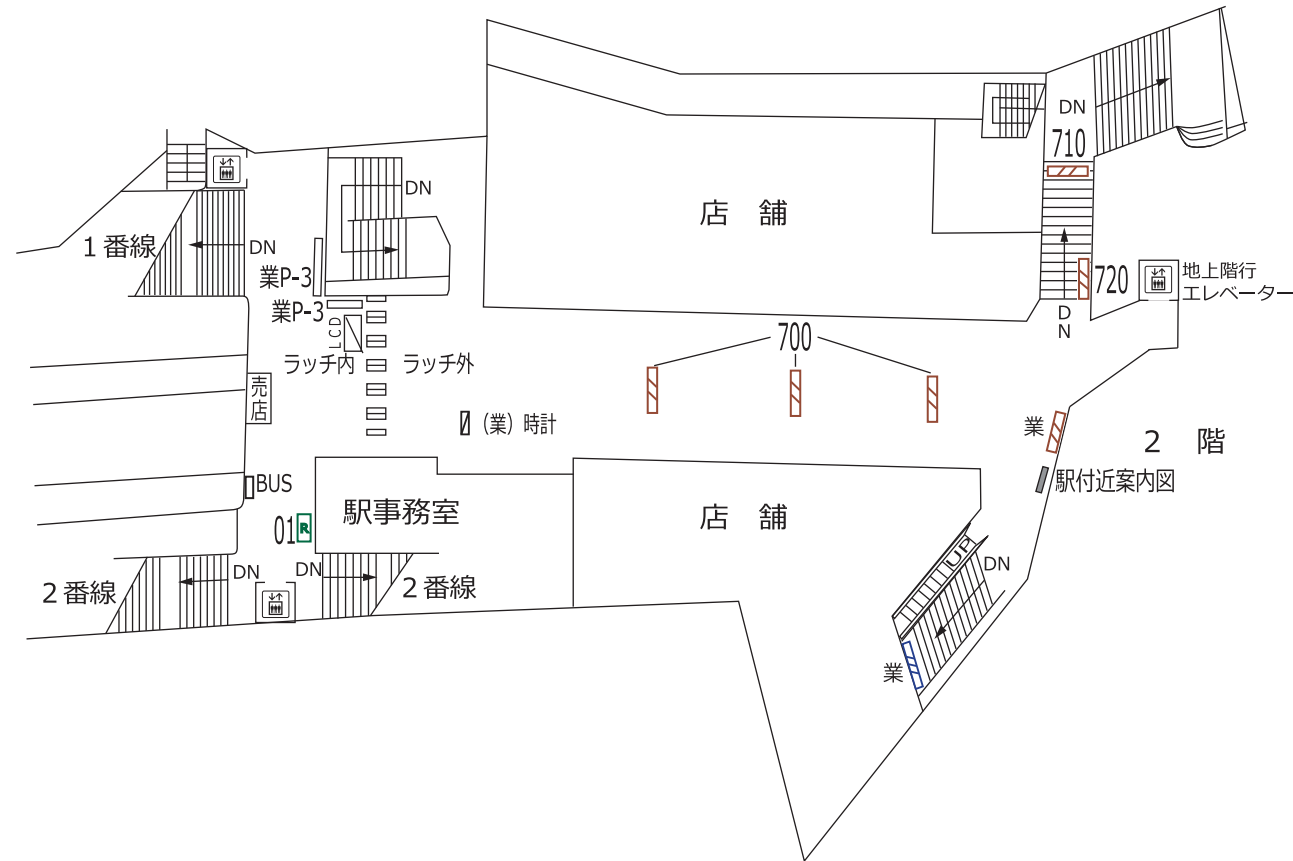 DN
710
DN
店 舗
1番線
DN
業P-3
業P-3
LCD
ラッチ内
ラッチ外
720
地上階行
エレベーター
DN
700
売店
(業)時計
業
2 階
駅付近案内図
BUS
01
R
駅事務室
店 舗
UP
DN
2番線
DN
DN
2番線
業